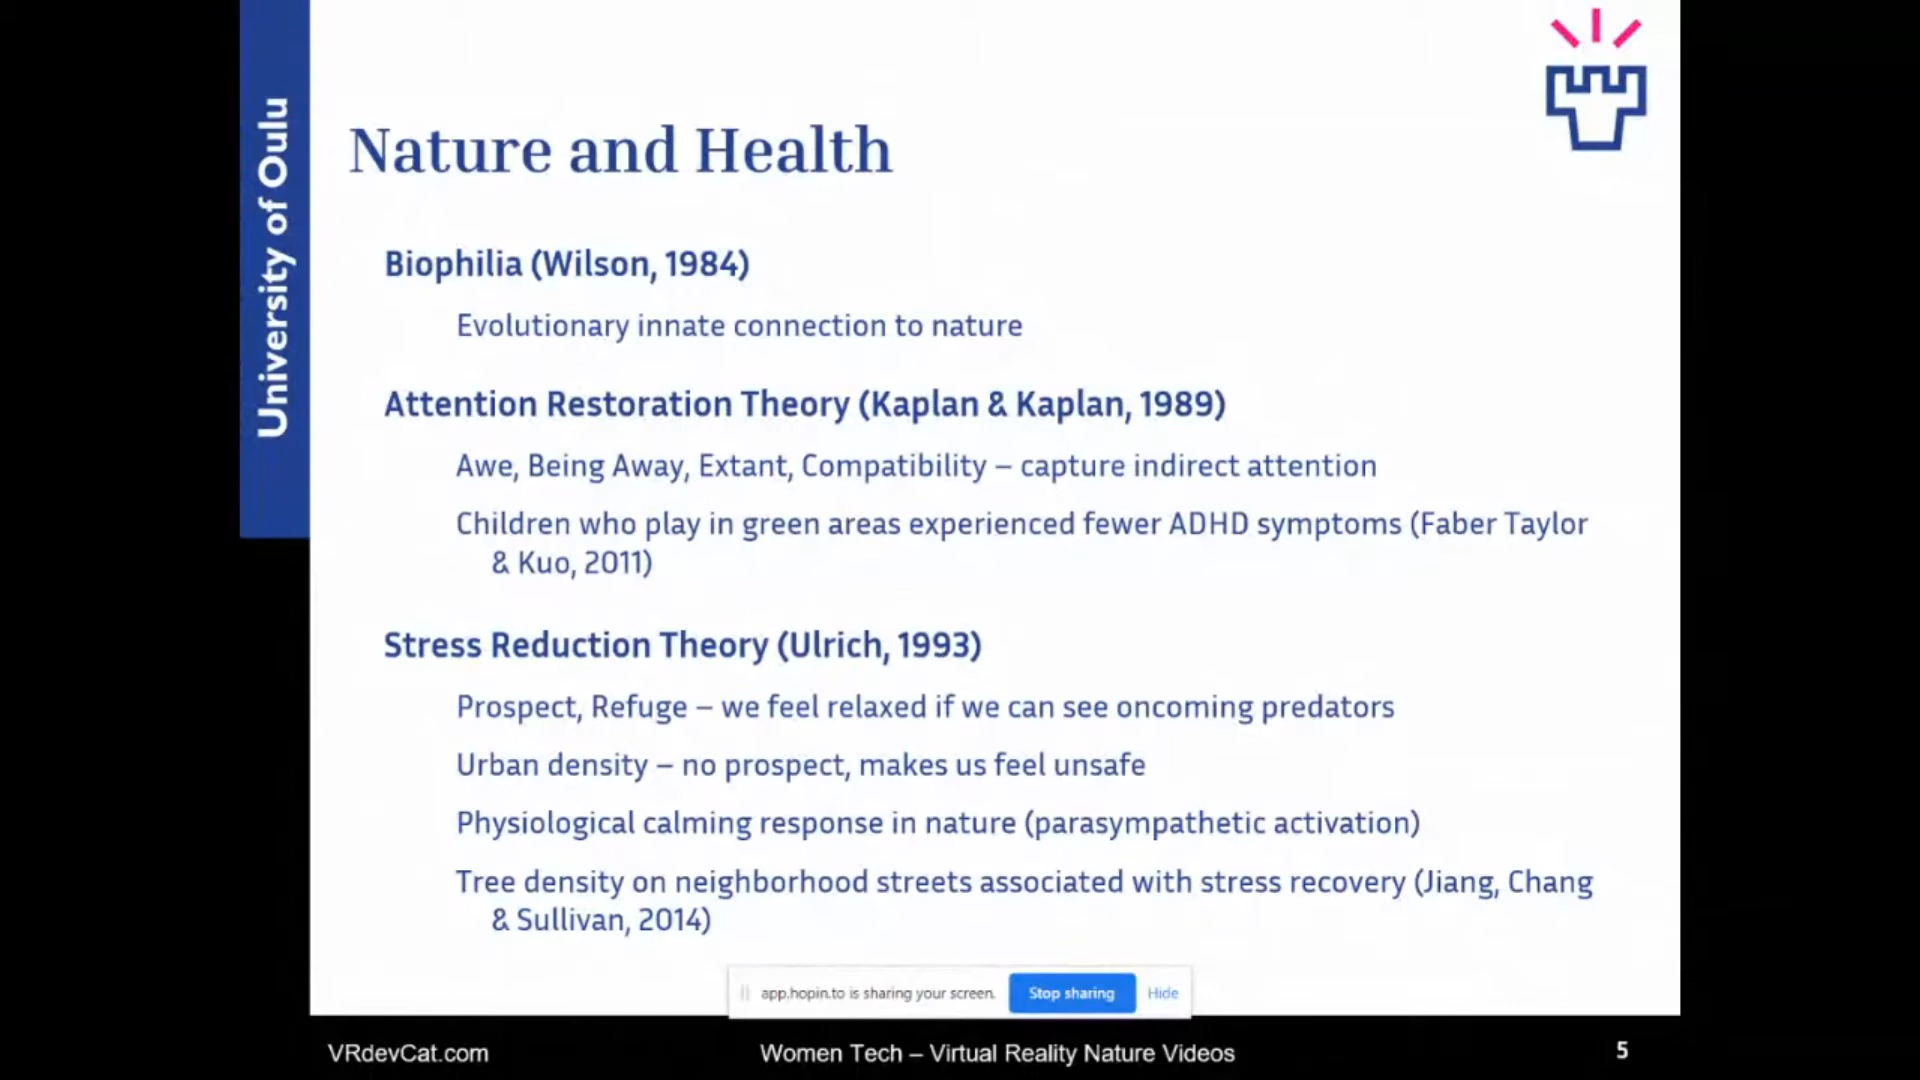 University of Oulu
Nature and Health
Biophilia (Wilson, 1984)
Evolutionary innate connection to nature
Attention Restoration Theory (Kaplan & Kaplan, 1989)
Awe, Being Away, Extant, Compatibility – capture indirect attention
Children who play in green areas experienced fewer ADHD symptoms (Faber Taylor
& Kuo, 2011)
Stress Reduction Theory (Ulrich, 1993)
Prospect, Refuge – we feel relaxed if we can see oncoming predators
Urban density – no prospect, makes us feel unsafe
Physiological calming response in nature (parasympathetic activation)
Tree density on neighborhood streets associated with stress recovery (Jiang, Chang
& Sullivan, 2014)
app.hopin.to is sharing your screen. Stop sharing Hide
VRdevCat.com Women Tech – Virtual Reality Nature Videos 5